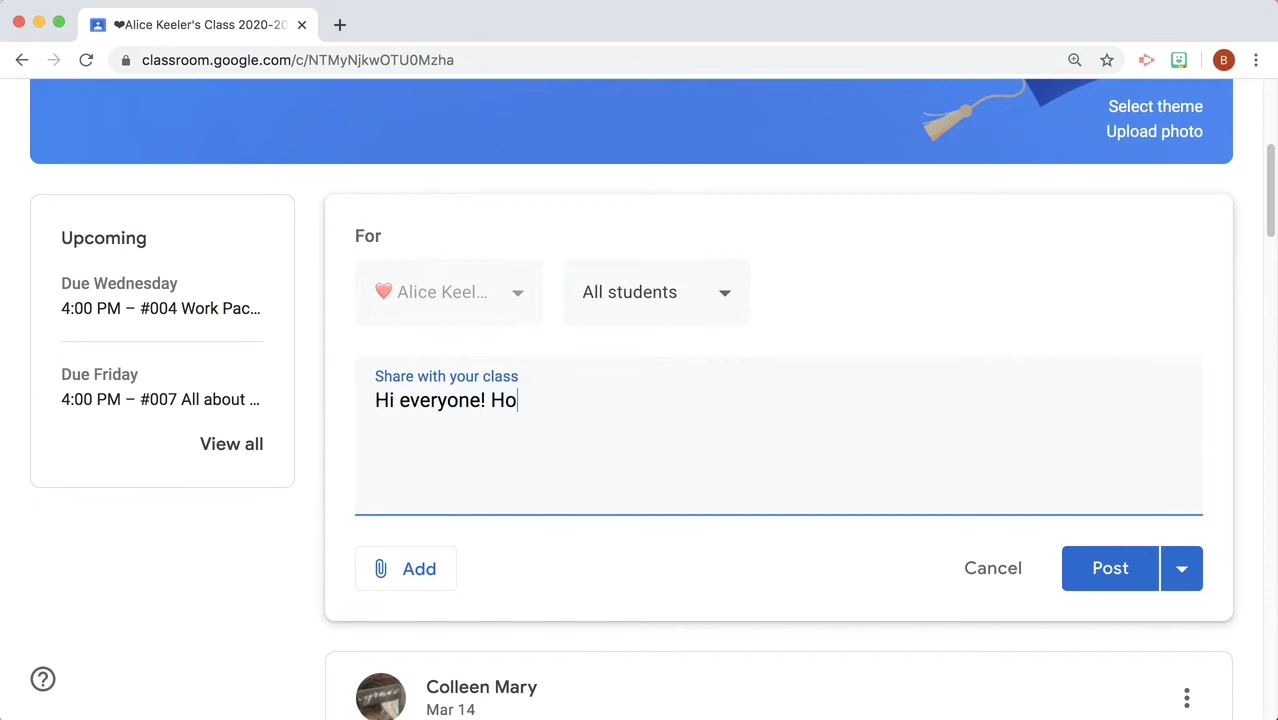 ❤Alice Keeler's Class 2020-20
classroom.google.com/c/NTMyNjkwOTU0Mzha
B
Select theme
Upload photo
Upcoming
Due Wednesday
4:00 PM – #004 Work Pac...
Due Friday
4:00 PM – #007 All about ...
View all
For
❤️ Alice Keel...
All students
Share with your class
Hi everyone! Ho
Add
Cancel
Post
Colleen Mary
Mar 14